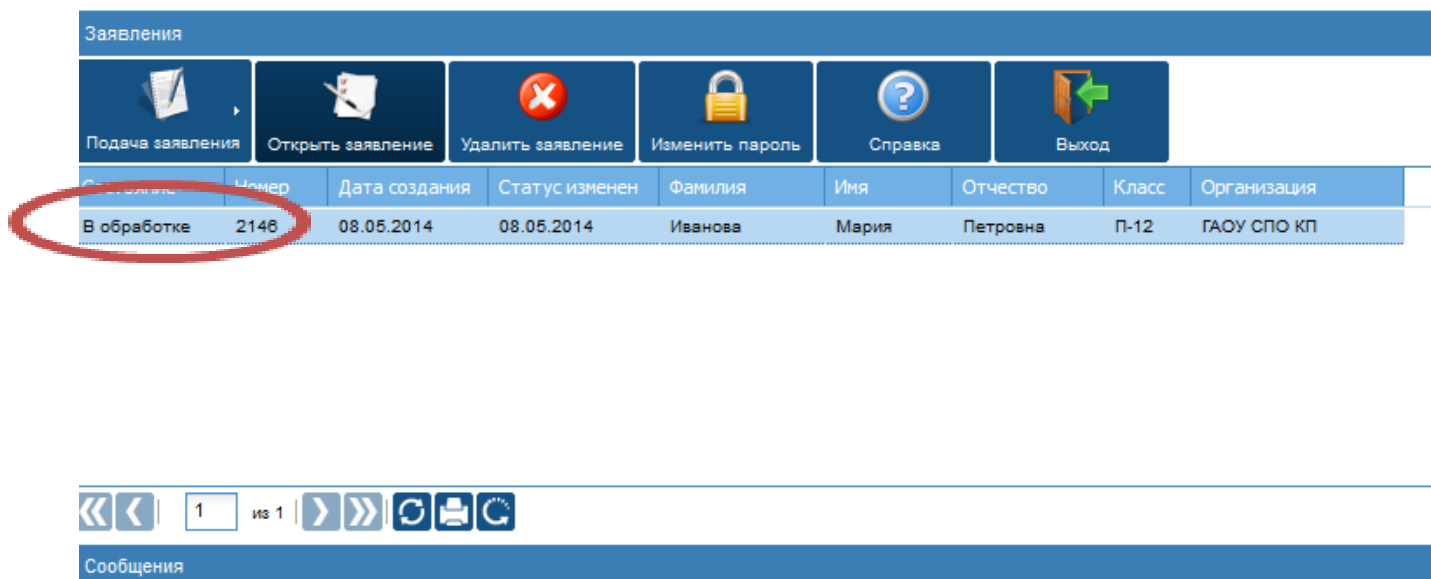 Заявления
Подача заявления Открыть заявление Удалить заявление Изменить пароль Справка Выход
Состояние Номер Дата создания Статус изменен Фамилия Имя Отчество Класс Организация
В обработке 2146 08.05.2014 08.05.2014 Иванова Мария Петровна П-12 ГАОУ СПО КП
1 из 1
Сообщения